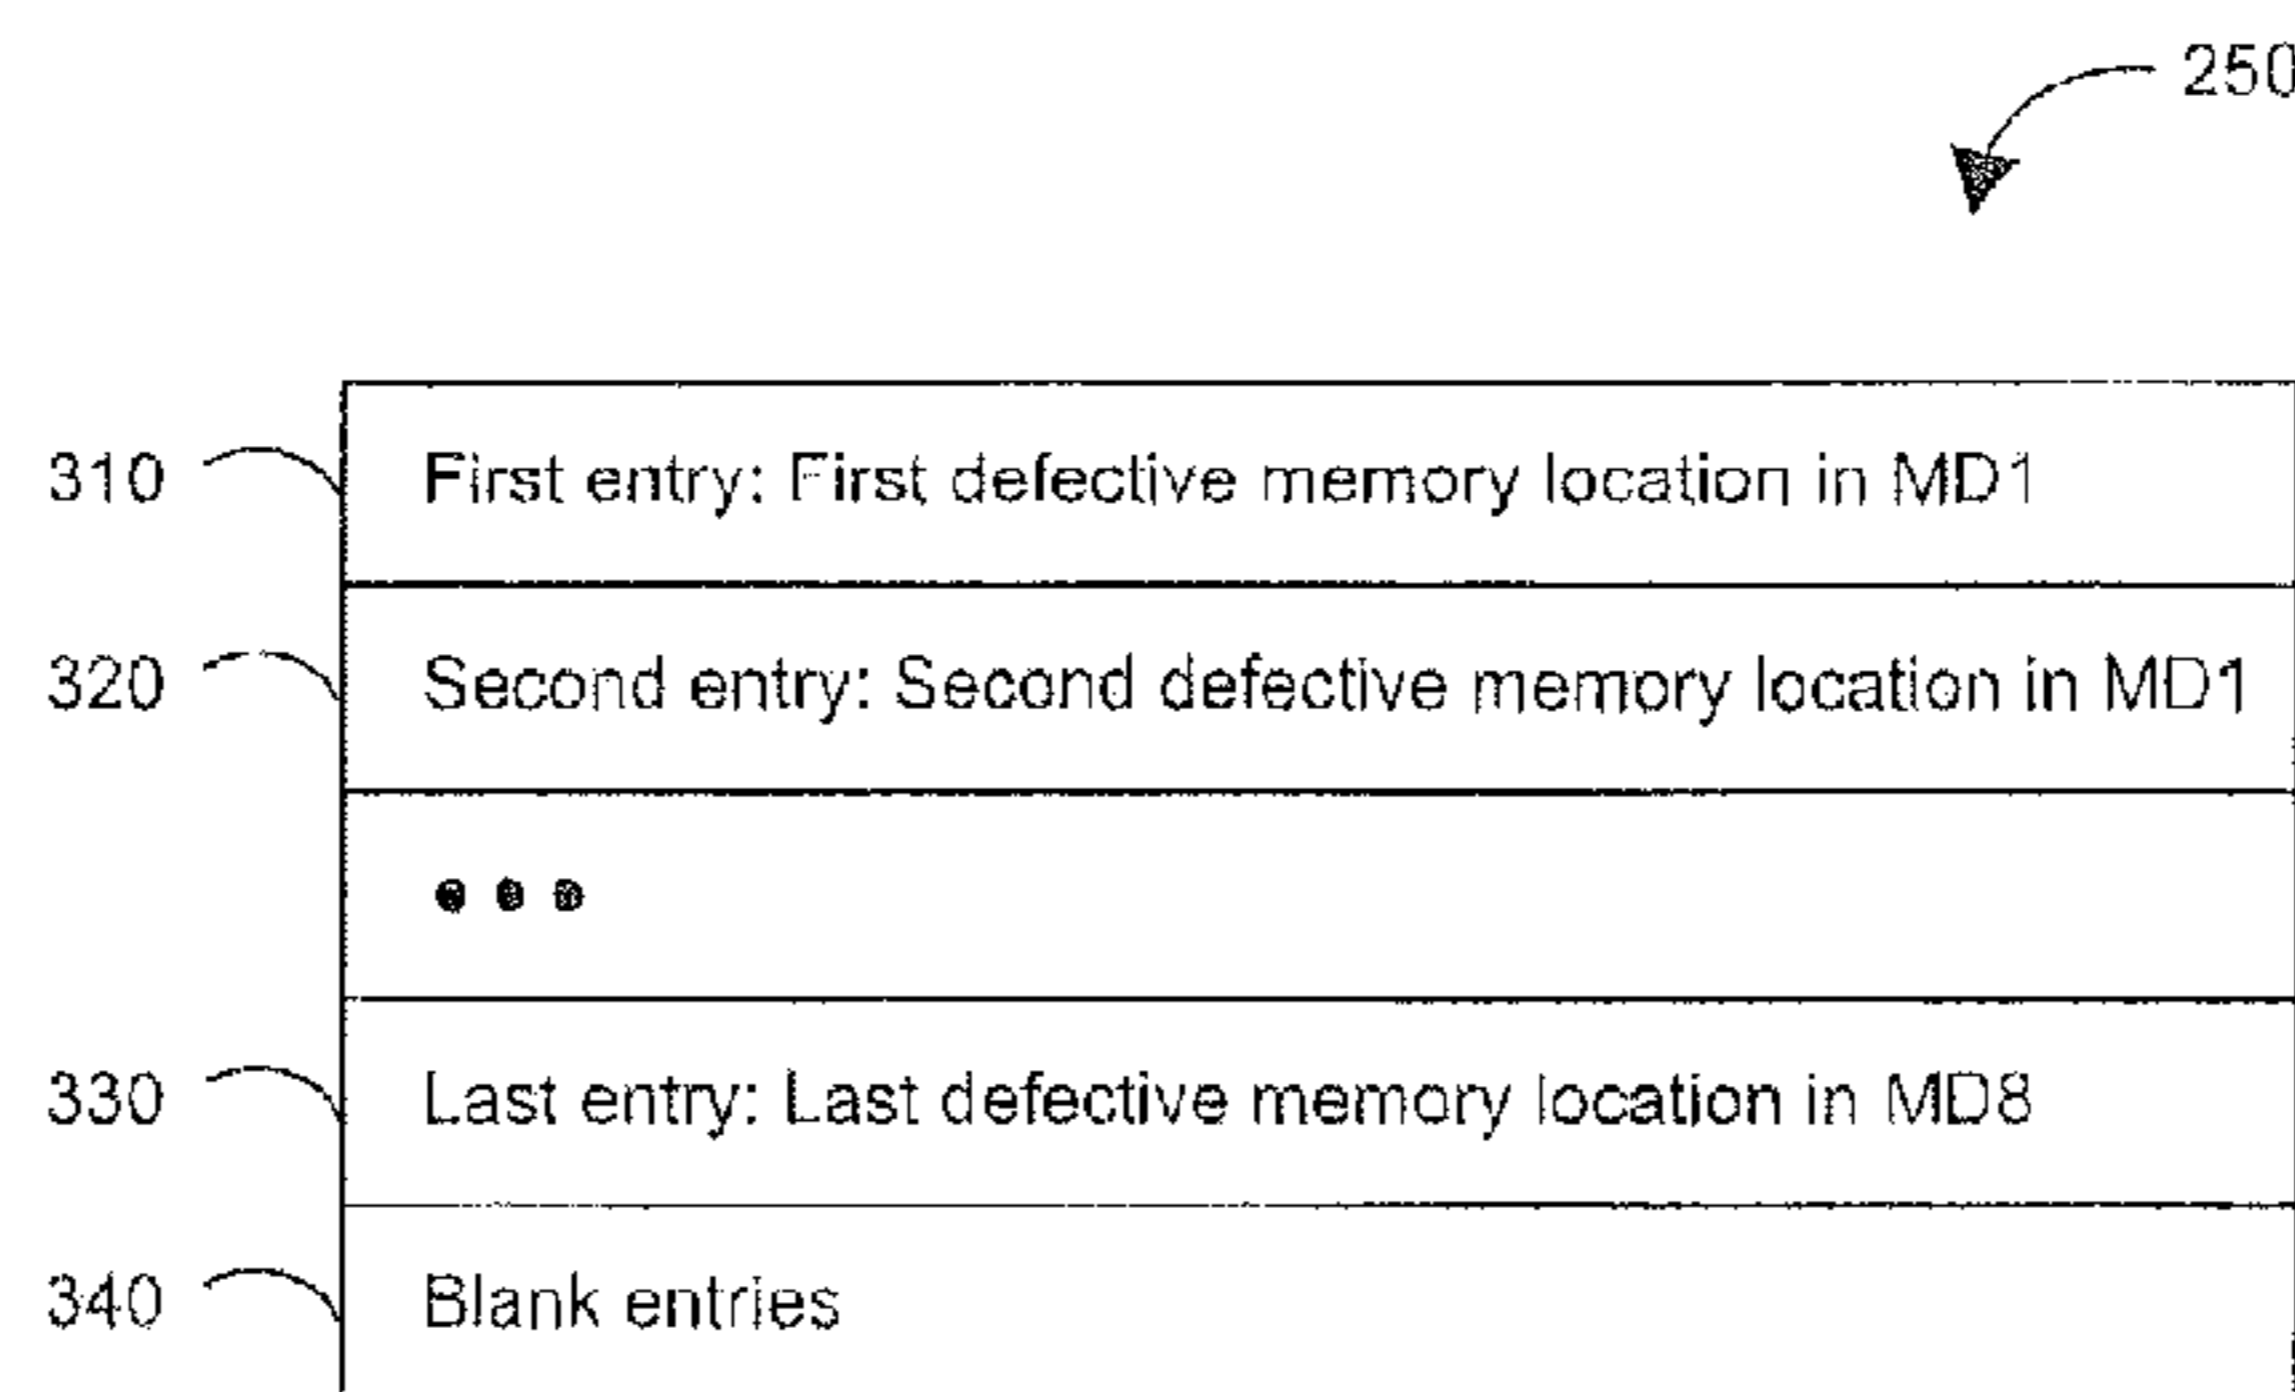 250
310 First entry: First defective memory location in MD1
320 Second entry: Second defective memory location in MD1
330 Last entry: Last defective memory location in MD8
340 Blank entries